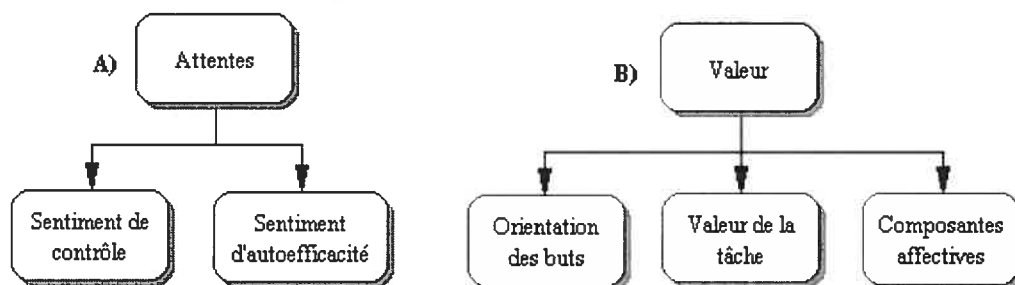 A)
Attentes
Sentiment de
contrôle
Sentiment
d'autoefficacité
B)
Valeur
Orientation
des buts
Valeur de la
tâche
Composantes
affectives